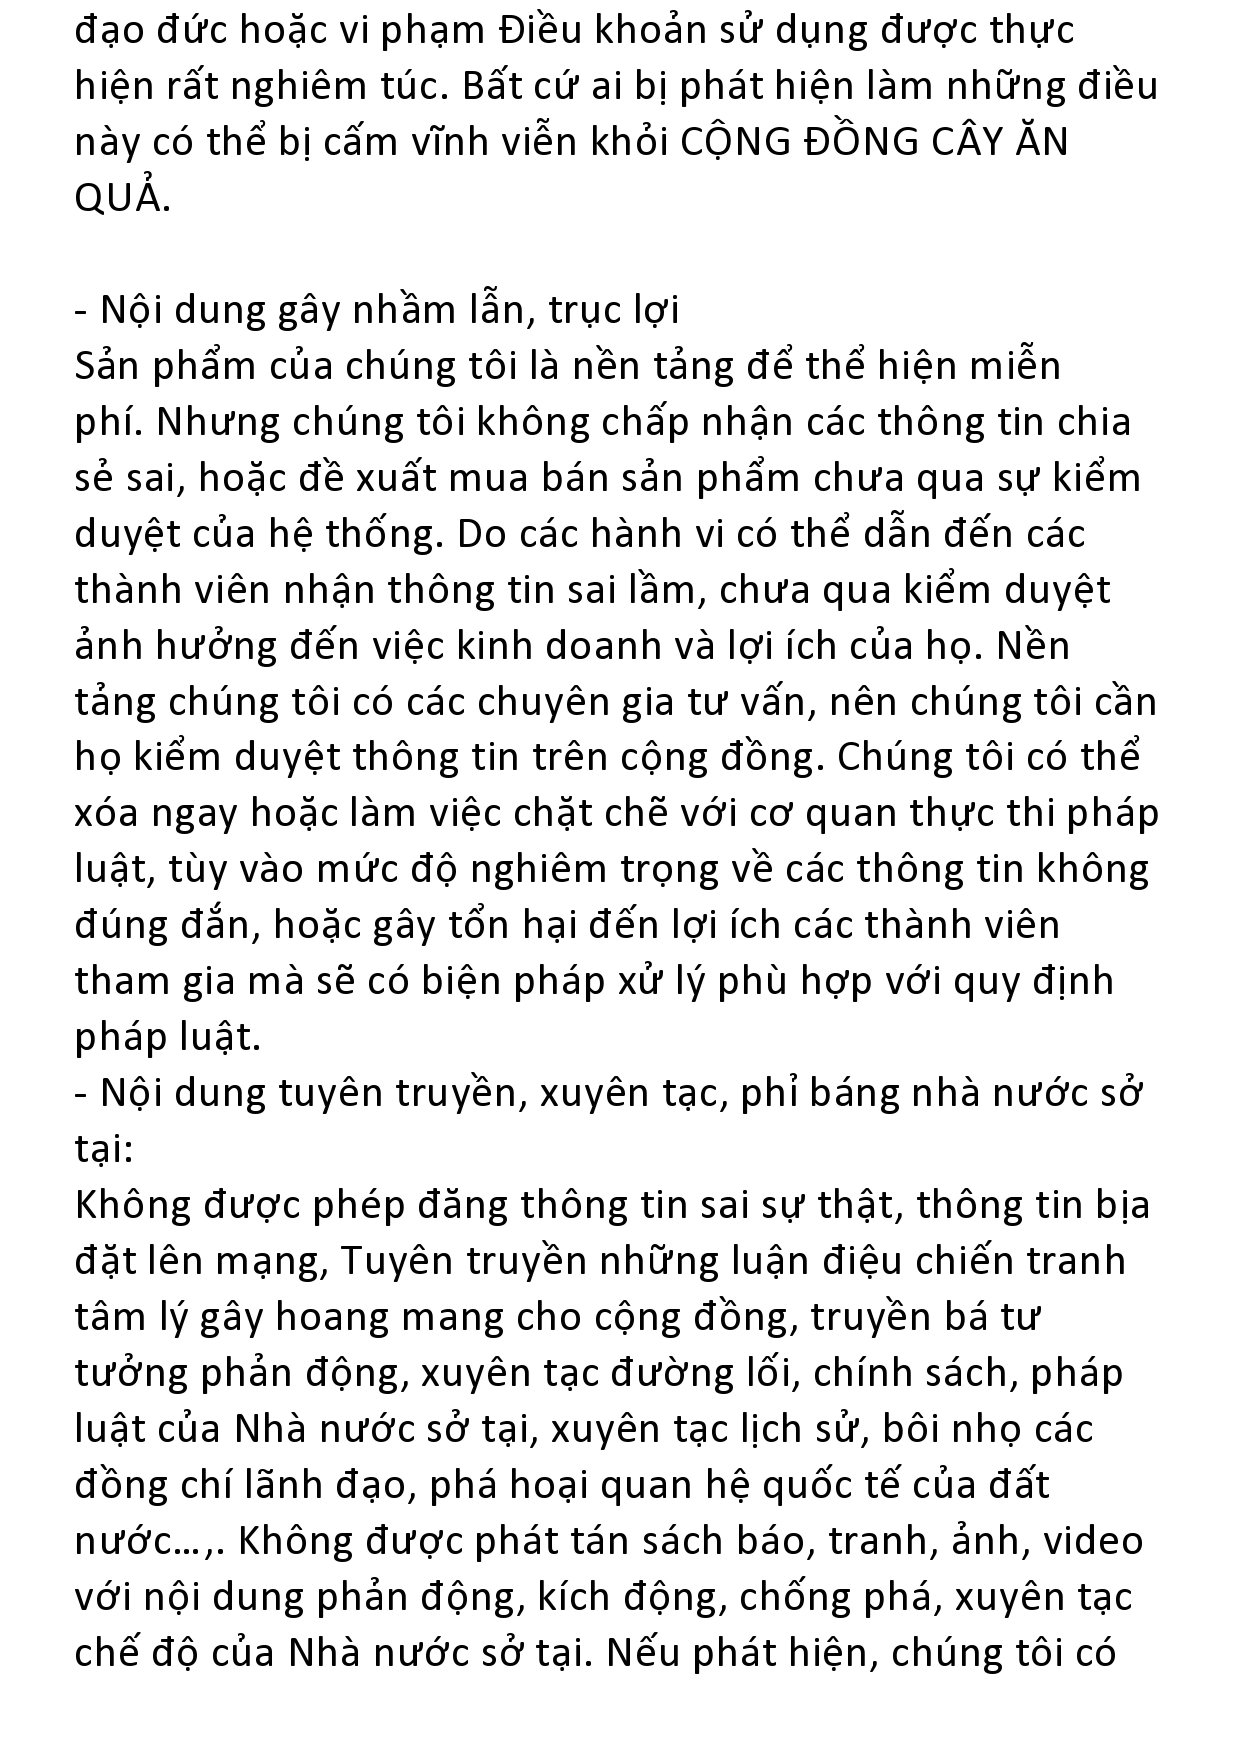 đạo đức hoặc vi phạm Điều khoản sử dụng được thực
hiện rất nghiêm túc. Bất cứ ai bị phát hiện làm những điều
này có thể bị cấm vĩnh viễn khỏi CỘNG ĐỒNG CÂY ĂN
QUẢ.

- Nội dung gây nhầm lẫn, trục lợi
Sản phẩm của chúng tôi là nền tảng để thể hiện miễn
phí. Nhưng chúng tôi không chấp nhận các thông tin chia
sẻ sai, hoặc đề xuất mua bán sản phẩm chưa qua sự kiểm
duyệt của hệ thống. Do các hành vi có thể dẫn đến các
thành viên nhận thông tin sai lầm, chưa qua kiểm duyệt
ảnh hưởng đến việc kinh doanh và lợi ích của họ. Nền
tảng chúng tôi có các chuyên gia tư vấn, nên chúng tôi cần
họ kiểm duyệt thông tin trên cộng đồng. Chúng tôi có thể
xóa ngay hoặc làm việc chặt chẽ với cơ quan thực thi pháp
luật, tùy vào mức độ nghiêm trọng về các thông tin không
đúng đắn, hoặc gây tổn hại đến lợi ích các thành viên
tham gia mà sẽ có biện pháp xử lý phù hợp với quy định
pháp luật.
- Nội dung tuyên truyền, xuyên tạc, phỉ báng nhà nước sở
tại:
Không được phép đăng thông tin sai sự thật, thông tin bịa
đặt lên mạng, Tuyên truyền những luận điệu chiến tranh
tâm lý gây hoang mang cho cộng đồng, truyền bá tư
tưởng phản động, xuyên tạc đường lối, chính sách, pháp
luật của Nhà nước sở tại, xuyên tạc lịch sử, bôi nhọ các
đồng chí lãnh đạo, phá hoại quan hệ quốc tế của đất
nước…,. Không được phát tán sách báo, tranh, ảnh, video
với nội dung phản động, kích động, chống phá, xuyên tạc
chế độ của Nhà nước sở tại. Nếu phát hiện, chúng tôi có